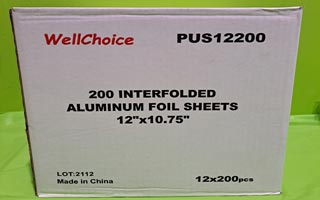 WellChoice PUS12200
200 INTERFOLDED
ALUMINUM FOIL SHEETS
12"x10.75"
LOT:2112
Made in China 12x200pcs